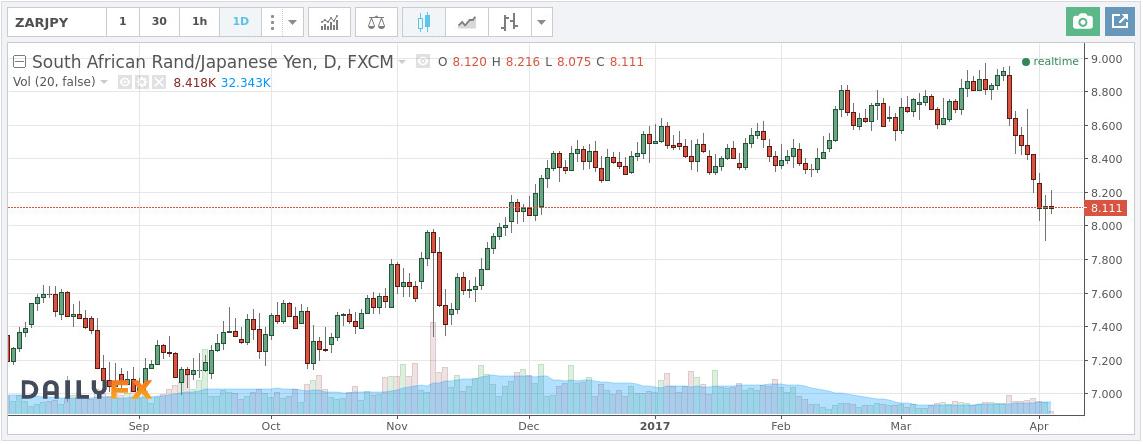 ZARJPY 1 30 1h 1D
South African Rand/Japanese Yen, D, FXCM O 8.120 H 8.216 L 8.075 C 8.111
realtime
Vol (20, false) 8.418K 32.343K
9.000
8.800
8.600
8.400
8.200
8.111
8.000
7.800
7.600
7.400
7.200
7.000
DAILYFX
Sep Oct Nov Dec 2017 Feb Mar Apr